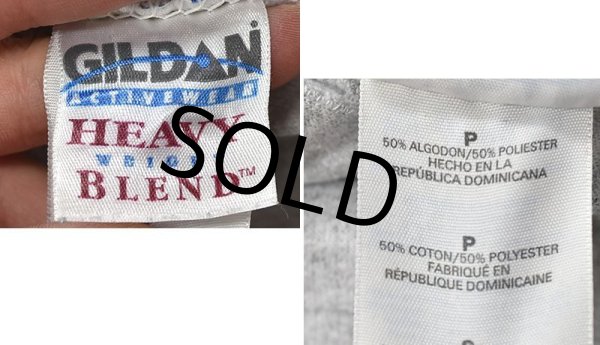 GILDAN
ACTIVEWEAR
HEAVY
WEIGHT
BLEND™
SOLD
P
50% ALGODON/50% POLIESTER
HECHO EN LA
REPÚBLICA DOMINICANA
P
50% COTON/50% POLYESTER
FABRIQUÉ EN
RÉPUBLIQUE DOMINICAINE